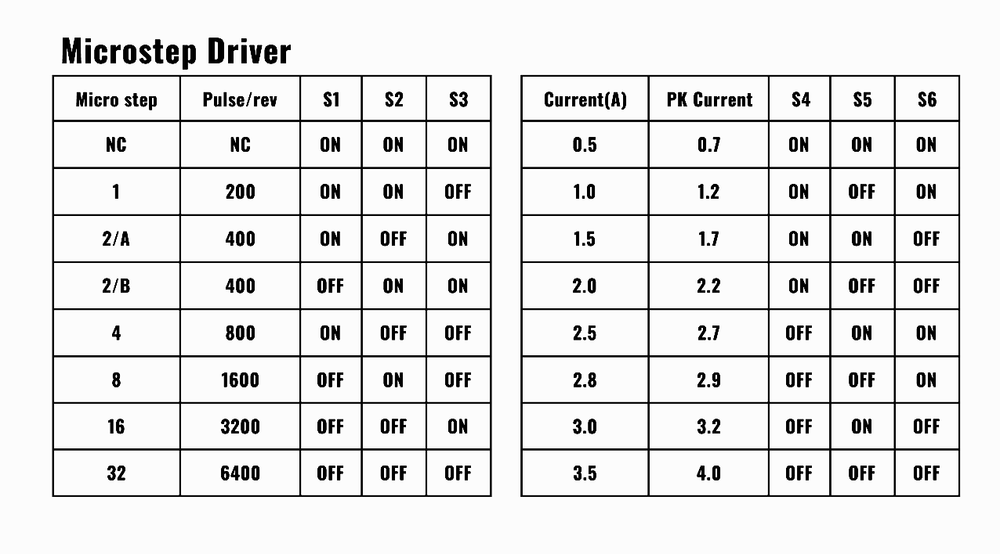 Microstep Driver
Micro step Pulse/rev S1 S2 S3
NC NC ON ON ON
1 200 ON ON OFF
2/A 400 ON OFF ON
2/B 400 OFF ON ON
4 800 ON OFF OFF
8 1600 OFF ON OFF
16 3200 OFF OFF ON
32 6400 OFF OFF OFF
Current(A) PK Current S4 S5 S6
0.5 0.7 ON ON ON
1.0 1.2 ON OFF ON
1.5 1.7 ON ON OFF
2.0 2.2 ON OFF OFF
2.5 2.7 OFF ON ON
2.8 2.9 OFF OFF ON
3.0 3.2 OFF ON OFF
3.5 4.0 OFF OFF OFF